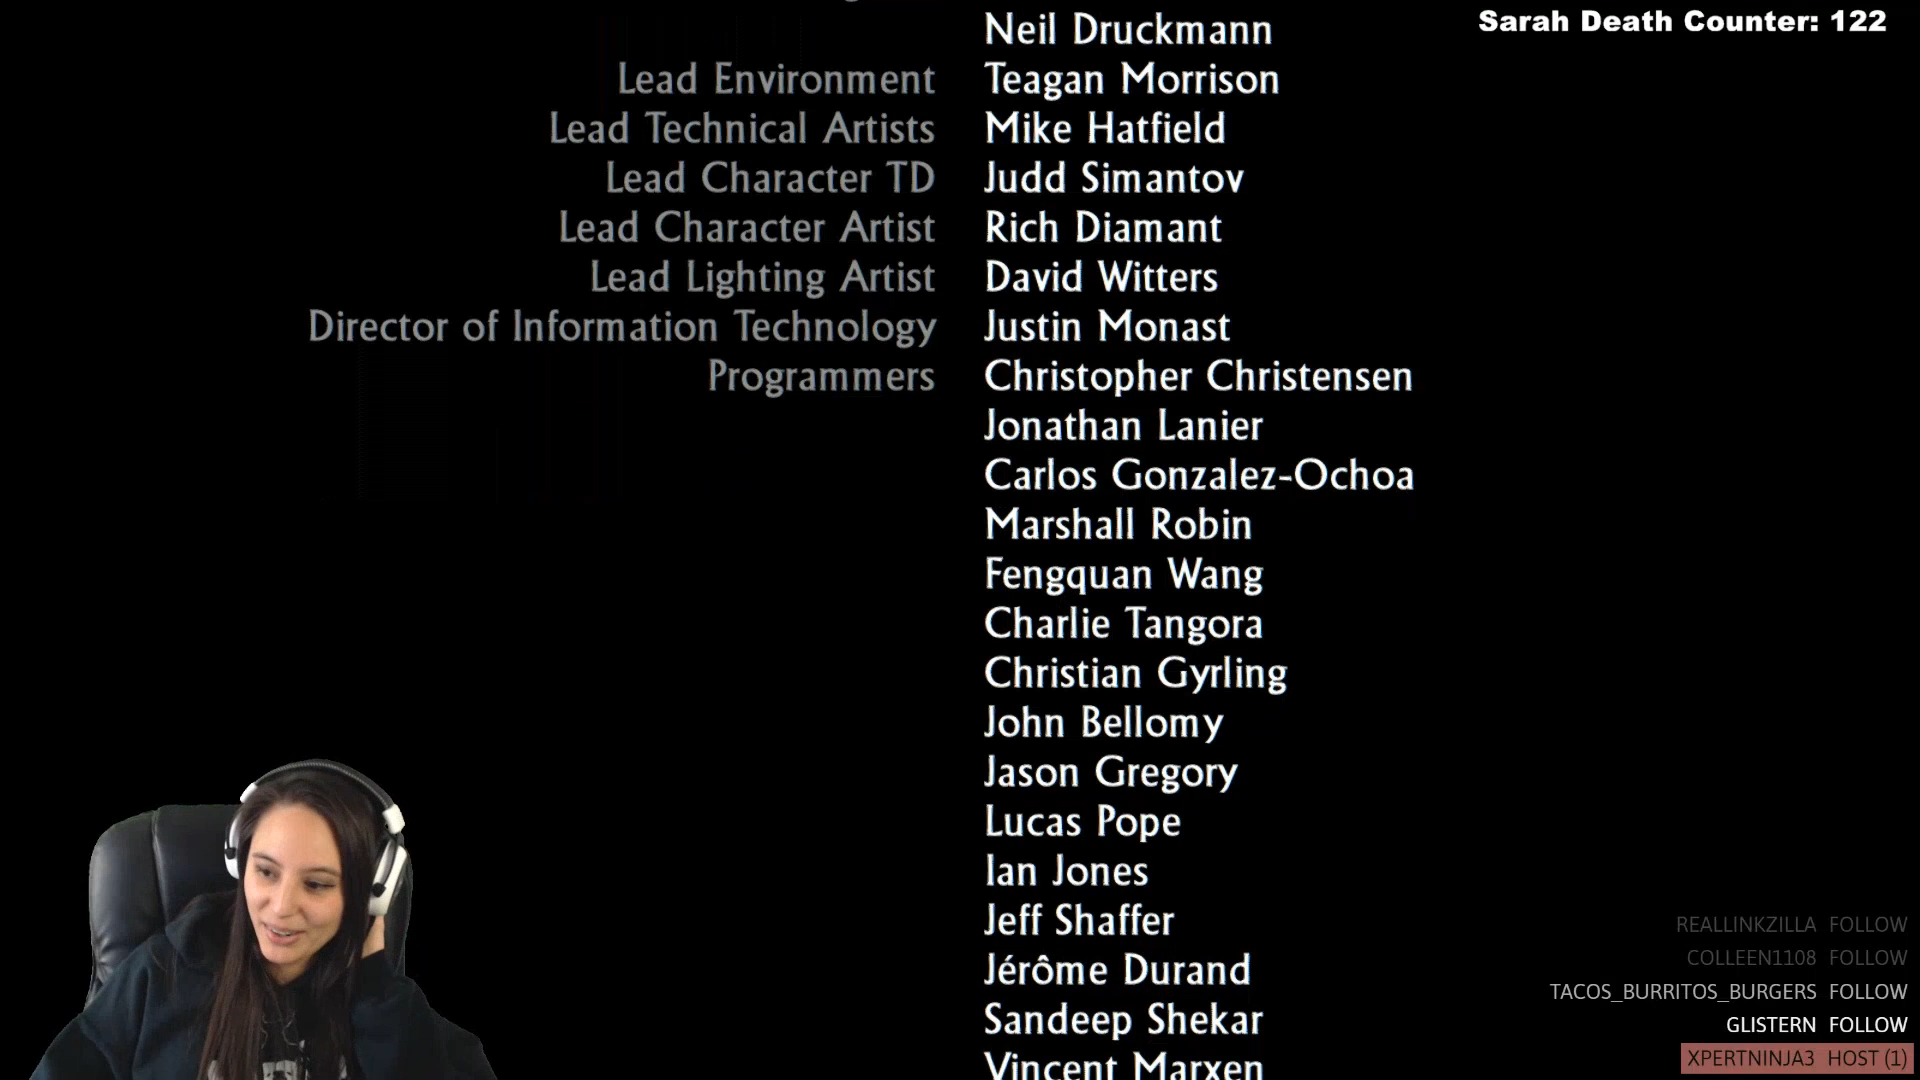 Sarah Death Counter: 122
Neil Druckmann
Lead Environment Teagan Morrison
Lead Technical Artists Mike Hatfield
Lead Character TD Judd Simantov
Lead Character Artist Rich Diamant
Lead Lighting Artist David Witters
Director of Information Technology Justin Monast
Programmers Christopher Christensen
Jonathan Lanier
Carlos Gonzalez-Ochoa
Marshall Robin
Fengquan Wang
Charlie Tangora
Christian Gyrling
John Bellomy
Jason Gregory
Lucas Pope
Ian Jones
Jeff Shaffer
Jérôme Durand
Sandeep Shekar
Vincent Marxen
REALLINKZILLA FOLLOW
COLLEEN1108 FOLLOW
TACOS_BURRITOS_BURGERS FOLLOW
GLISTERN FOLLOW
XPERTNINJA3 HOST (1)